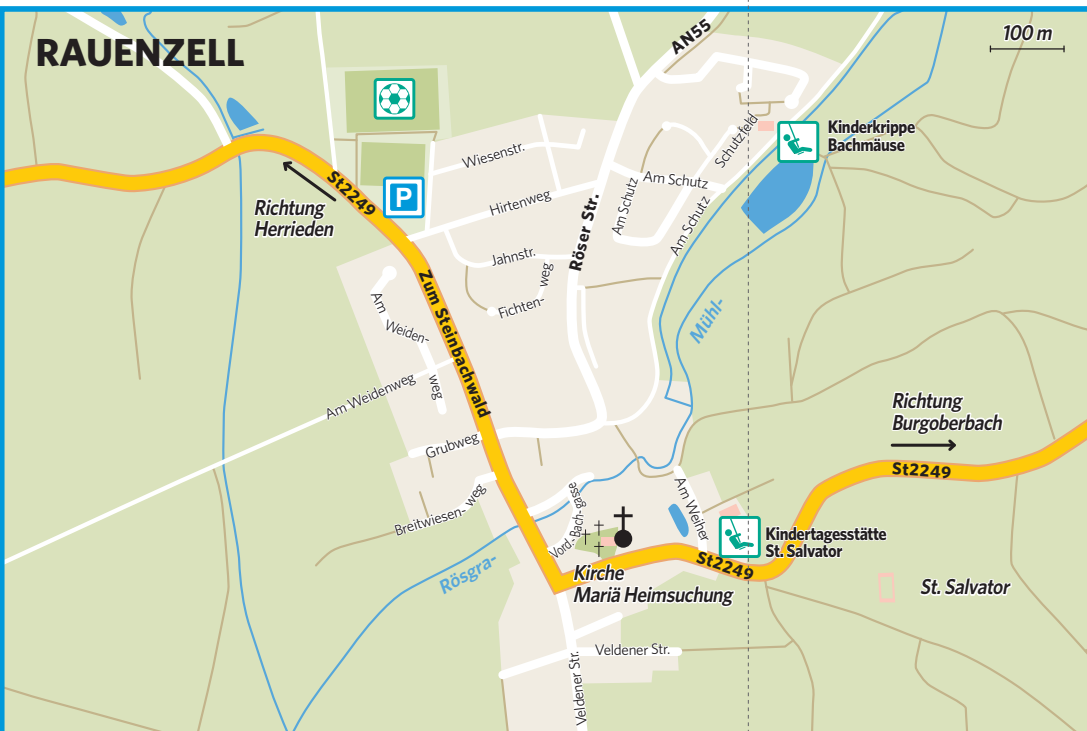 RAUENZELL
AN55
100 m
Kinderkrippe
Bachmäuse
Schutzfeld
Wiesenstr.
P
St2249
Richtung
Herrieden
Hirtenweg
Am Schutz
Am Schutz
Am Schutz
Röser Str.
Jahnstr.
Fichten-
weg
Zum Steinbachwald
Am
Weiden-
weg
Mühl-
Am Weidenweg
Richtung
Burgoberbach
St2249
Grubweg
Breitwiesen-
weg
Vord.-Bach-gasse
Am Weiher
Kindertagesstätte
St. Salvator
St2249
Rösgra-
Kirche
Mariä Heimsuchung
St. Salvator
Veldener Str.
Veldener Str.